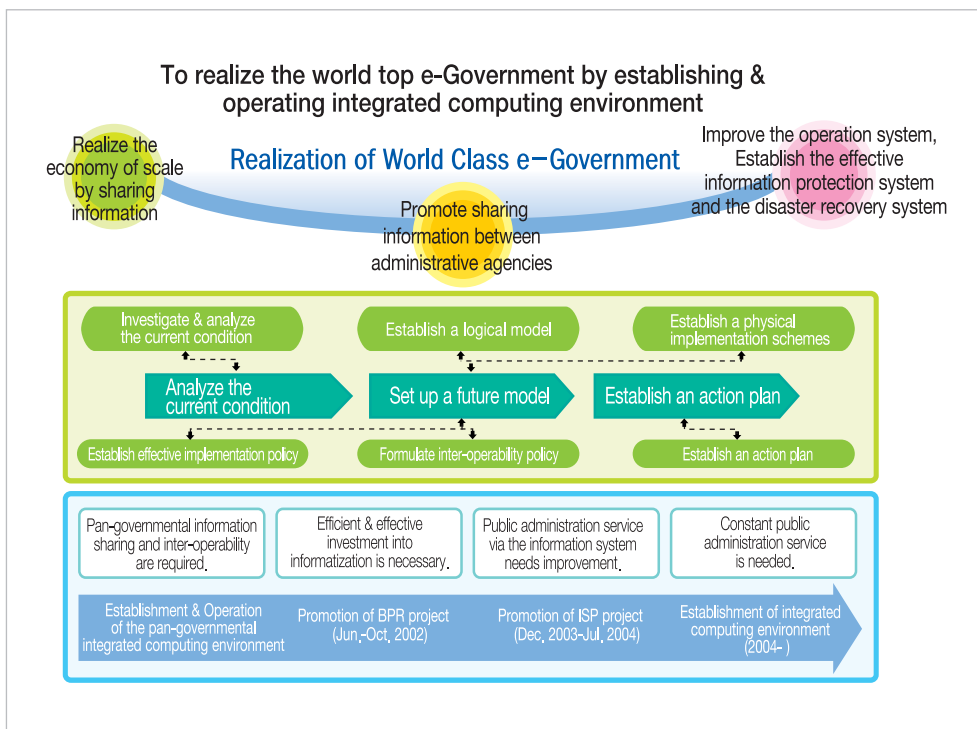 To realize the world top e-Government by establishing &
operating integrated computing environment
Realize the
economy of scale
by sharing
information
Realization of World Class e-Government
Improve the operation system,
Establish the effective
information protection system
and the disaster recovery system
Promote sharing
information between
administrative agencies
Investigate & analyze
the current condition
Establish a logical model
Establish a physical
implementation schemes
Analyze the
current condition
Set up a future model
Establish an action plan
Establish effective implementation policy
Formulate inter-operability policy
Establish an action plan
Pan-governmental information
sharing and inter-operability
are required.
Efficient & effective
investment into
informatization is necessary.
Public administration service
via the information system
needs improvement.
Constant public
administration service
is needed.
Establishment & Operation
of the pan-governmental
integrated computing environment
Promotion of BPR project
(Jun,-Oct, 2002)
Promotion of ISP project
(Dec, 2003-Jul, 2004)
Establishment of integrated
computing environment
(2004- )